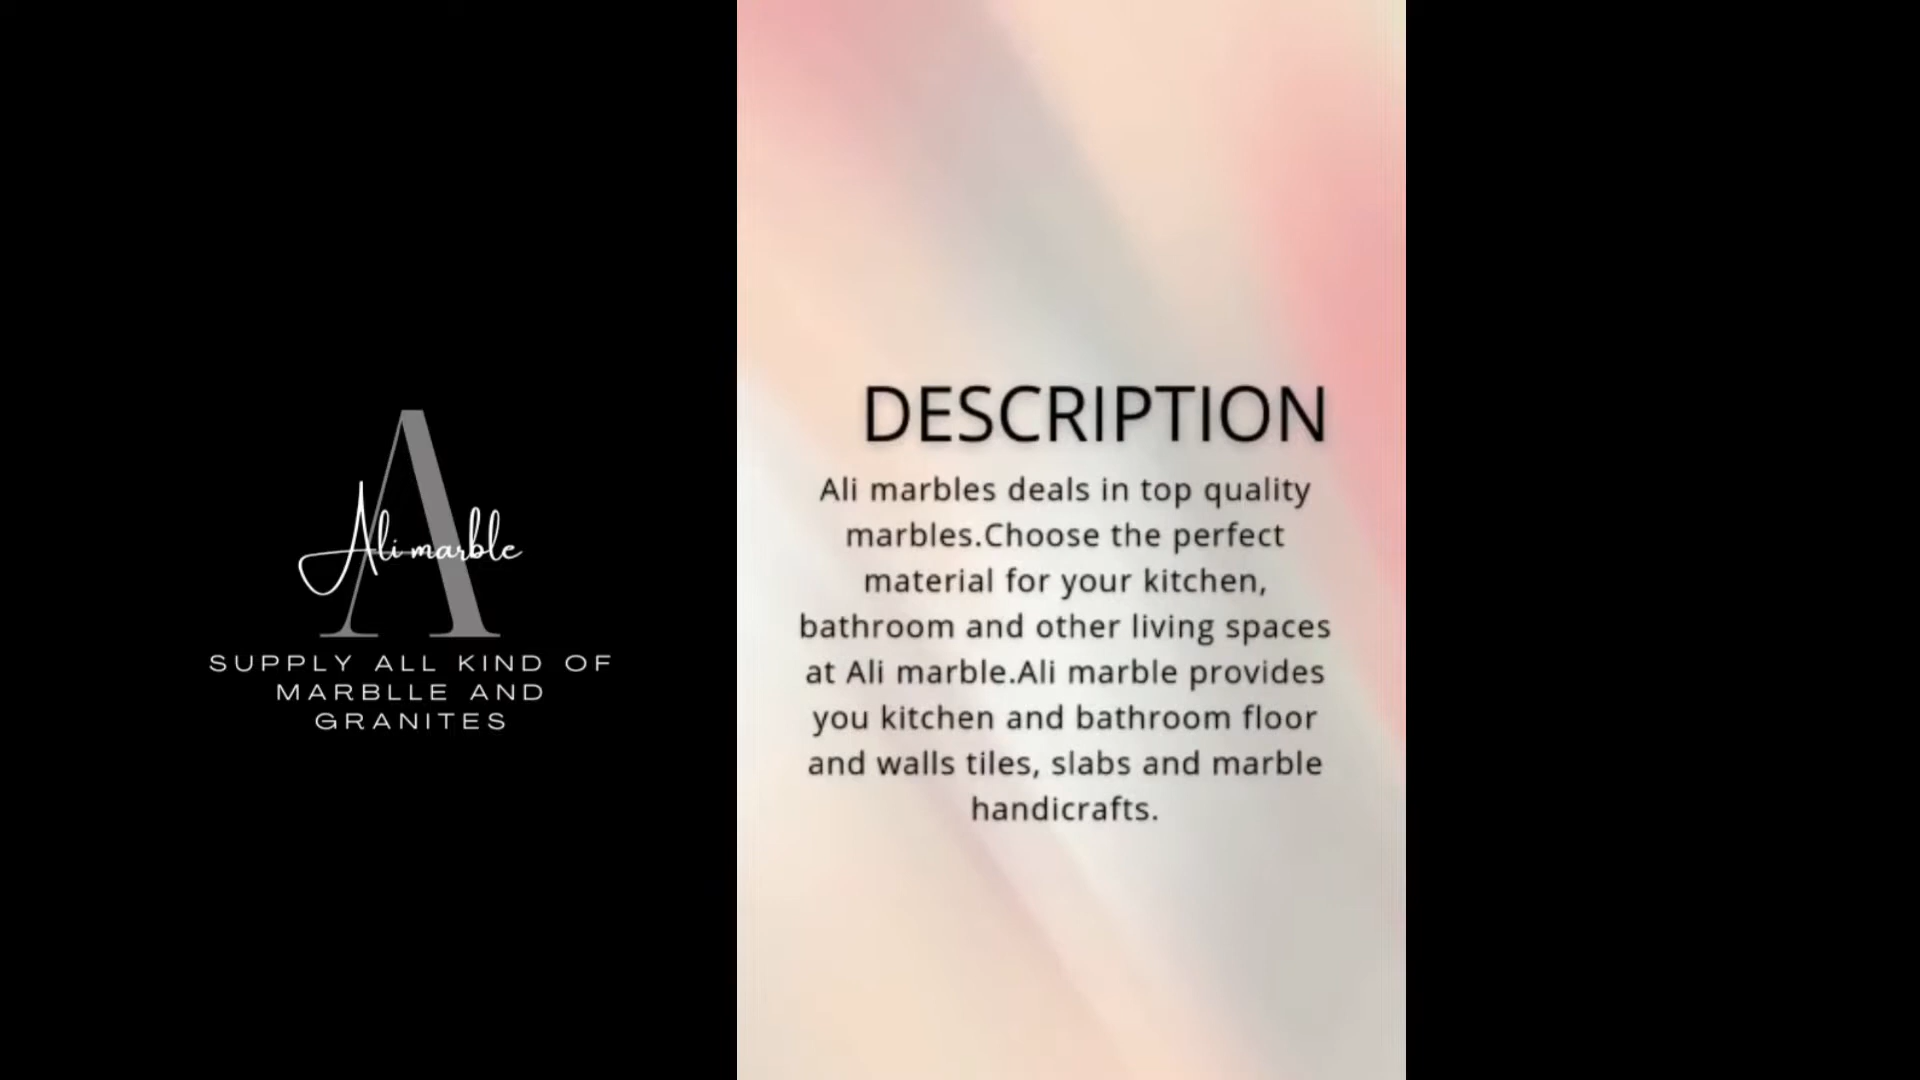 A
Ali marble
SUPPLY ALL KIND OF
MARBLLE AND
GRANITES
DESCRIPTION
Ali marbles deals in top quality
marbles.Choose the perfect
material for your kitchen,
bathroom and other living spaces
at Ali marble.Ali marble provides
you kitchen and bathroom floor
and walls tiles, slabs and marble
handicrafts.